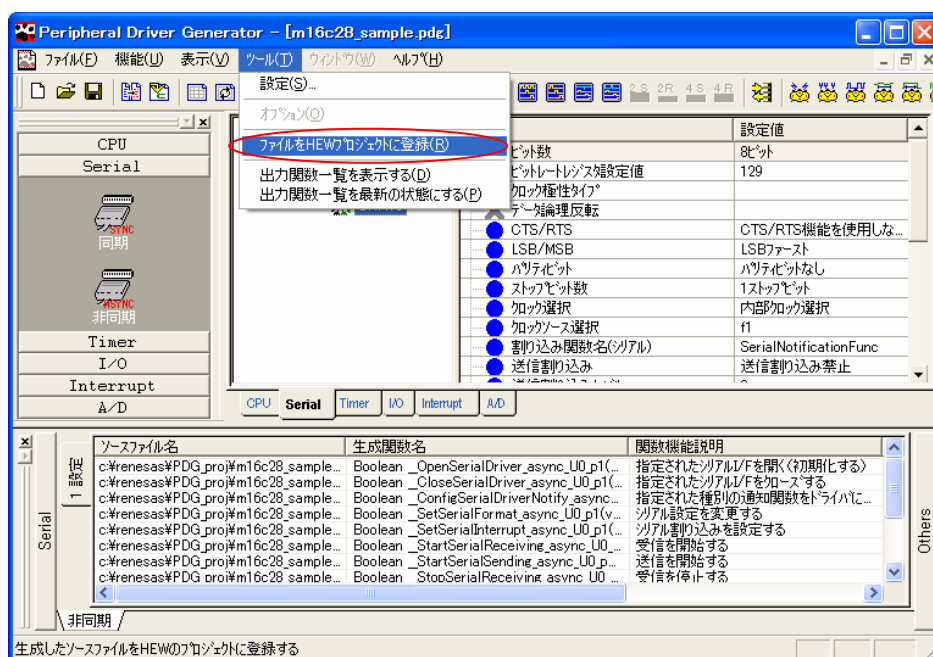 Peripheral Driver Generator - [m16c28_sample.pdg]
ファイル(F) 機能(U) 表示(V) ツール(T) ウィンドウ(W) ヘルプ(H)
設定(S)...
オプション(O)
ファイルをHEWプロジェクトに登録(R)
出力関数一覧を表示する(D)
出力関数一覧を最新の状態にする(P)
2S 2R 4S 4R
CPU
Serial
SYNC
同期
ASYNC
非同期
Timer
I/O
Interrupt
A/D
設定値
ビット数 8ビット
ビットレートレジスタ設定値 129
クロック極性タイプ
データ論理反転
CTS/RTS CTS/RTS機能を使用しな...
LSB/MSB LSBファースト
パリティビット パリティビットなし
ストップビット数 1ストップビット
クロック選択 内部クロック選択
クロックソース選択 f1
割り込み関数名(シリアル) SerialNotificationFunc
送信割り込み 送信割り込み禁止
CPU Serial Timer I/O Interrupt A/D
設定一
Serial
ソースファイル名 生成関数名 関数機能説明
c:¥renesas¥PDG_proj¥m16c28_sample... Boolean __OpenSerialDriver_async_U0_p1(... 指定されたシリアルI/Fを開く(初期化する)
c:¥renesas¥PDG_proj¥m16c28_sample... Boolean __CloseSerialDriver_async_U0_p1(... 指定されたシリアルI/Fをクローズする
c:¥renesas¥PDG_proj¥m16c28_sample... Boolean __ConfigSerialDriverNotify_async... 指定された種別の通知関数をドライバに...
c:¥renesas¥PDG_proj¥m16c28_sample... Boolean __SetSerialFormat_async_U0_p1(v... シリアル設定を変更する
c:¥renesas¥PDG_proj¥m16c28_sample... Boolean __SetSerialInterrupt_async_U0_p1(... シリアル割り込みを設定する
c:¥renesas¥PDG_proj¥m16c28_sample... Boolean __StartSerialReceiving_async_U0_... 受信を開始する
c:¥renesas¥PDG_proj¥m16c28_sample... Boolean __StartSerialSending_async_U0_p... 送信を開始する
c:¥renesas¥PDG_proj¥m16c28_sample... Boolean __StopSerialReceiving_async_U0_... 受信を停止する
Others
非同期
生成したソースファイルをHEWのプロジェクトに登録する